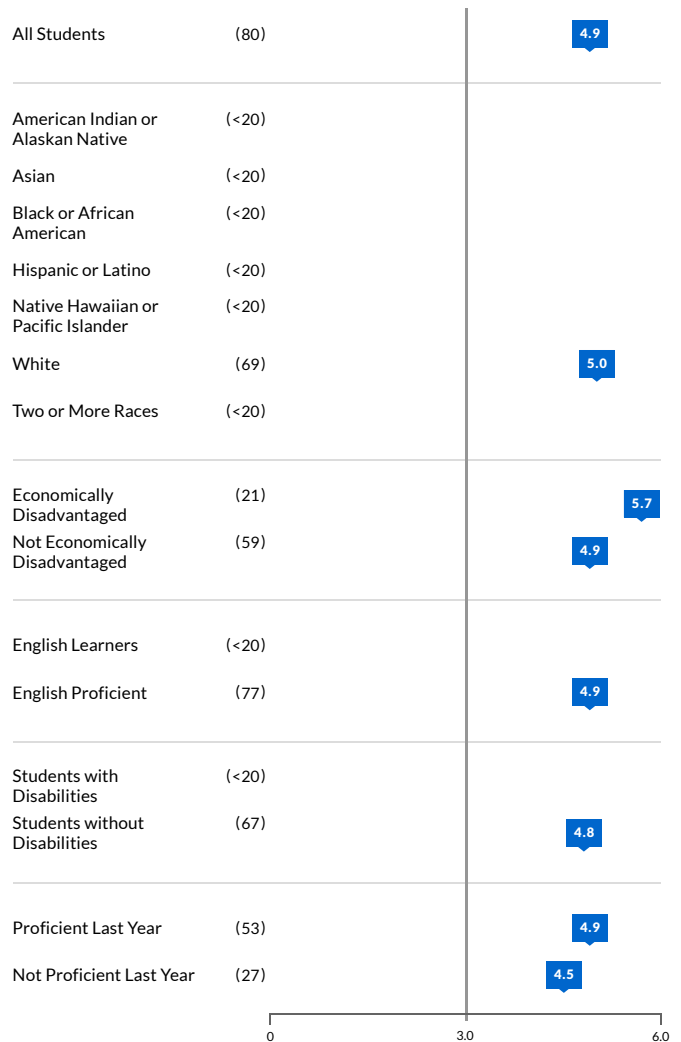 All Students (80) 4.9
American Indian or (<20)
Alaskan Native
Asian (<20)
Black or African (<20)
American
Hispanic or Latino (<20)
Native Hawaiian or (<20)
Pacific Islander
White (69) 5.0
Two or More Races (<20)
Economically (21) 5.7
Disadvantaged
Not Economically (59) 4.9
Disadvantaged
English Learners (<20)
English Proficient (77) 4.9
Students with (<20)
Disabilities
Students without (67) 4.8
Disabilities
Proficient Last Year (53) 4.9
Not Proficient Last Year (27) 4.5
0 3.0 6.0